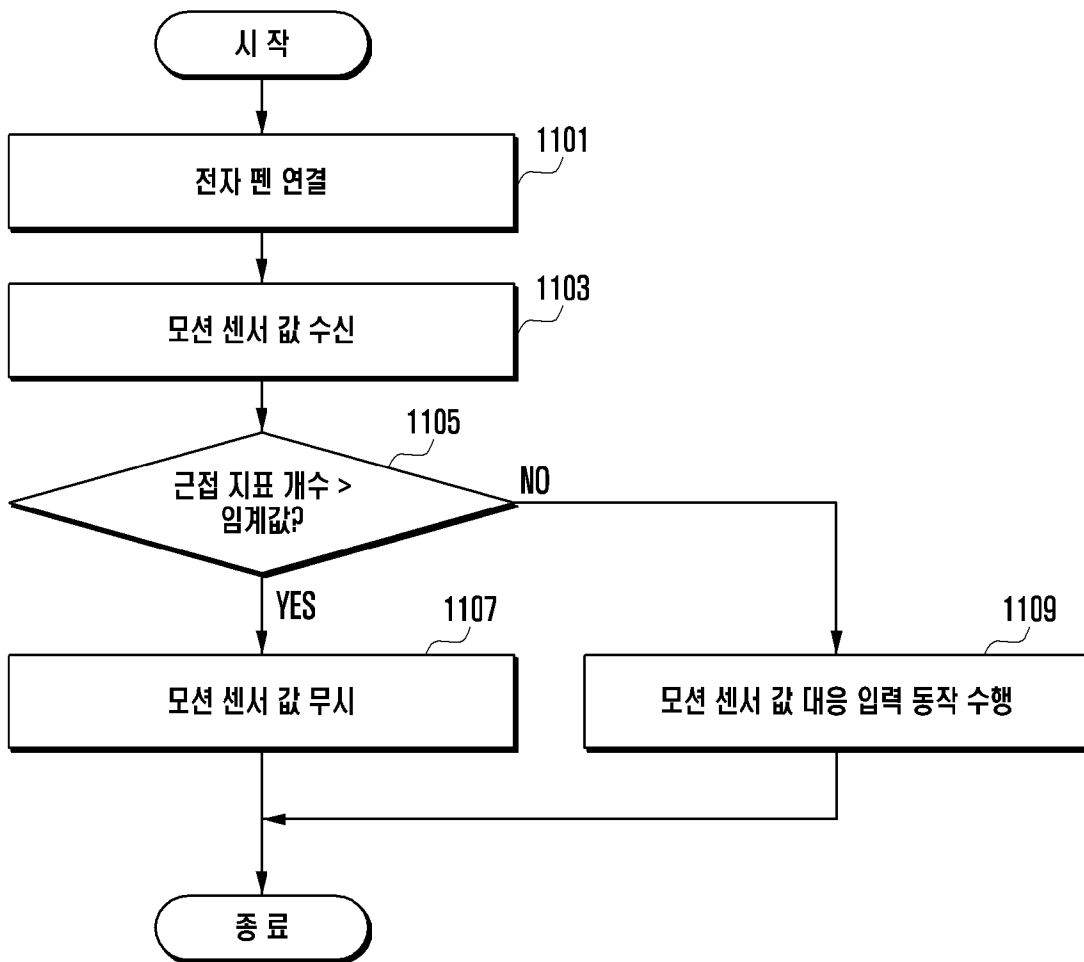 시 작
1101
전자 펜 연결
1103
모션 센서 값 수신
1105
근접 지표 개수 >
임계값?
NO
YES
1107
모션 센서 값 무시
1109
모션 센서 값 대응 입력 동작 수행
종 료